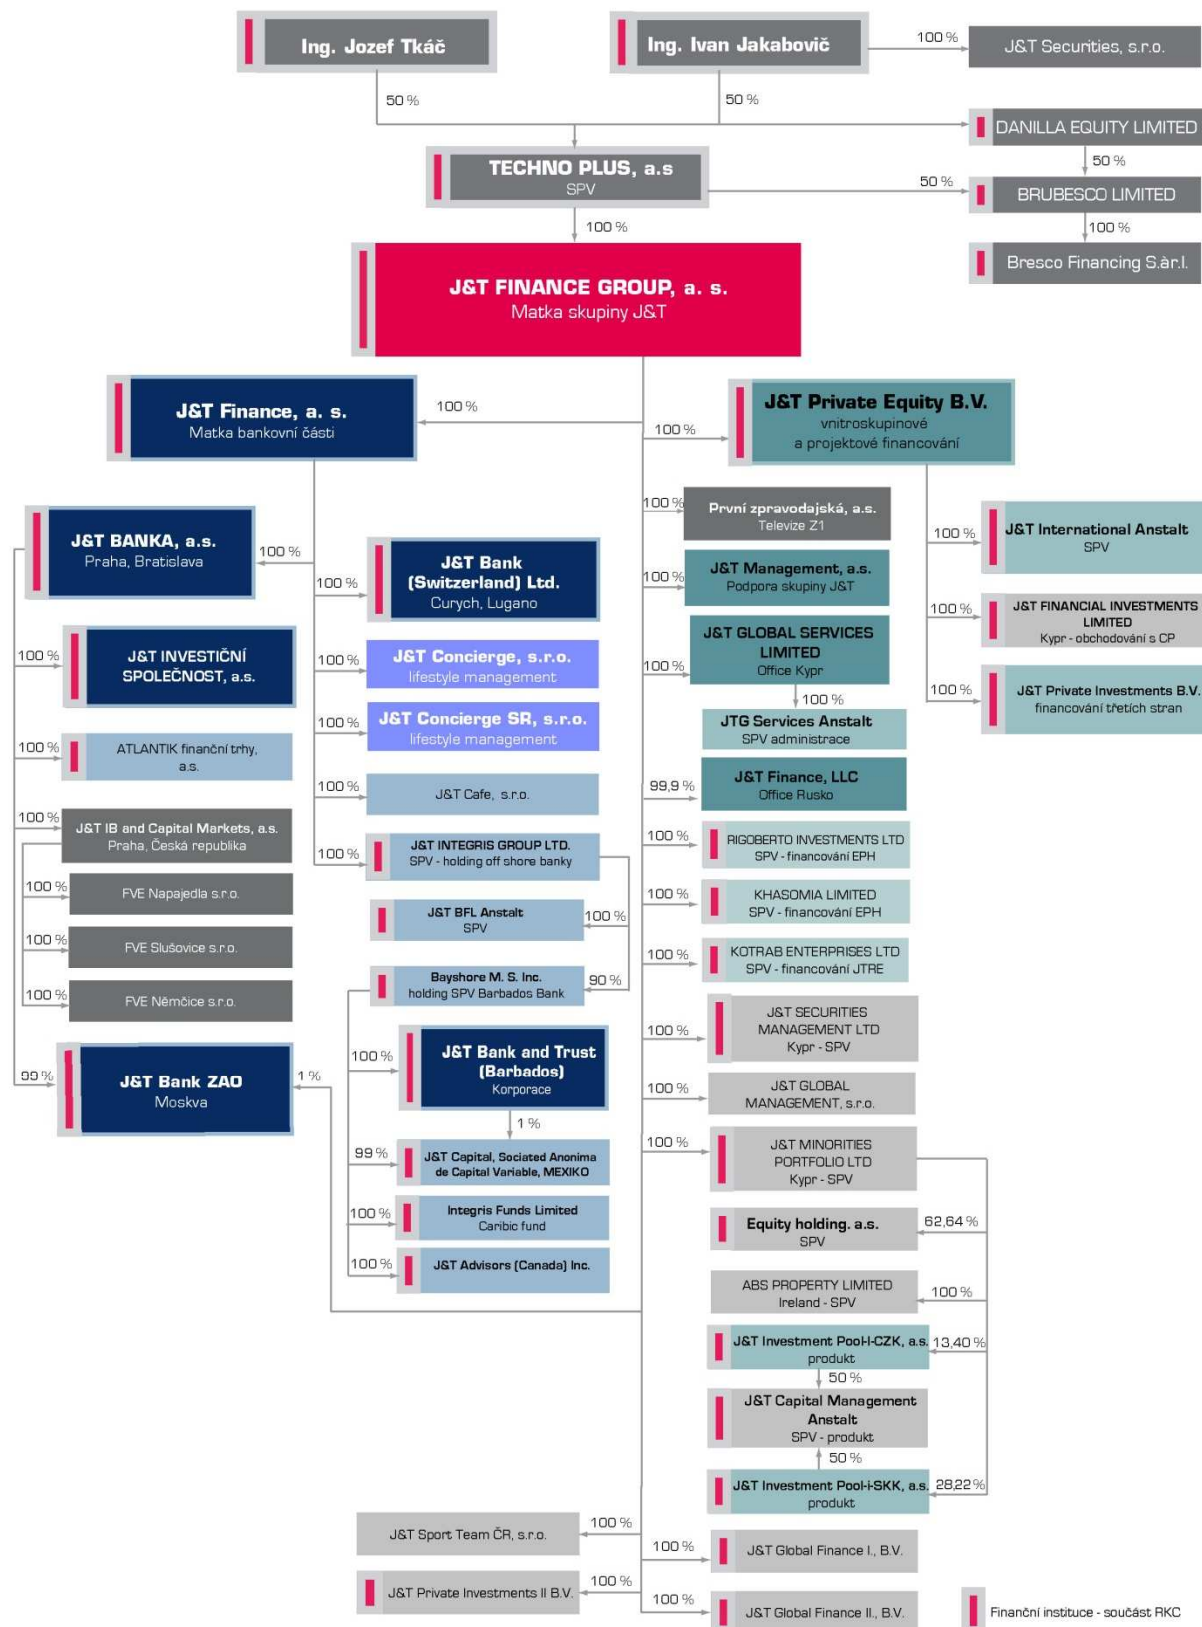 Ing. Jozef Tkáč
Ing. Ivan Jakabovič
100 %
J&T Securities, s.r.o.
50 %
50 %
DANILLA EQUITY LIMITED
50 %
TECHNO PLUS, a.s
SPV
50 %
BRUBESCO LIMITED
100 %
100 %
Bresco Financing S.àr.l.
J&T FINANCE GROUP, a. s.
Matka skupiny J&T
J&T Finance, a. s.
Matka bankovní části
100 %
100 %
J&T Private Equity B.V.
vnitroskupinové
a projektové financování
J&T BANKA, a.s.
Praha, Bratislava
100 %
100 %
J&T Bank
(Switzerland) Ltd.
Curych, Lugano
100 %
J&T INVESTIČNÍ
SPOLEČNOST, a.s.
100 %
J&T Concierge, s.r.o.
lifestyle management
100 %
J&T Concierge SR, s.r.o.
lifestyle management
100 %
ATLANTIK finanční trhy,
a.s.
100 %
J&T Cafe, s.r.o.
100 %
J&T IB and Capital Markets, a.s.
Praha, Česká republika
100 %
J&T INTEGRIS GROUP LTD.
SPV - holding off shore banky
100 %
FVE Napajedla s.r.o.
100 %
FVE Slušovice s.r.o.
100 %
FVE Němčice s.r.o.
J&T BFL Anstalt
SPV
100 %
Bayshore M. S. Inc.
holding SPV Barbados Bank
90 %
99 %
J&T Bank ZAO
Moskva
1 %
100 %
J&T Bank and Trust
(Barbados)
Korporace
1 %
99 %
J&T Capital, Sociated Anonima
de Capital Variable, MEXIKO
100 %
Integris Funds Limited
Caribic fund
100 %
J&T Advisors (Canada) Inc.
100 %
První zpravodajská, a.s.
Televize Z1
100 %
J&T Management, a.s.
Podpora skupiny J&T
100 %
J&T GLOBAL SERVICES
LIMITED
Office Kypr
100 %
JTG Services Anstalt
SPV administrace
99,9 %
J&T Finance, LLC
Office Rusko
100 %
J&T International Anstalt
SPV
100 %
J&T FINANCIAL INVESTMENTS
LIMITED
Kypr - obchodování s CP
100 %
J&T Private Investments B.V.
financování třetích stran
100 %
RIGOBERTO INVESTMENTS LTD
SPV - financování EPH
100 %
KHASOMIA LIMITED
SPV - financování EPH
100 %
KOTRAB ENTERPRISES LTD
SPV - financování JTRE
100 %
J&T SECURITIES
MANAGEMENT LTD
Kypr - SPV
100 %
J&T GLOBAL
MANAGEMENT, s.r.o.
100 %
J&T MINORITIES
PORTFOLIO LTD
Kypr - SPV
Equity holding. a.s.
SPV
62,64 %
ABS PROPERTY LIMITED
Ireland - SPV
100 %
J&T Investment Pool-I-CZK, a.s.
produkt
13,40 %
50 %
J&T Capital Management
Anstalt
SPV - produkt
50 %
J&T Investment Pool-i-SKK, a.s.
produkt
28,22 %
J&T Sport Team ČR, s.r.o.
100 %
100 %
J&T Global Finance I., B.V.
J&T Private Investments II B.V.
100 %
100 %
J&T Global Finance II., B.V.
Finanční instituce - součást RKC